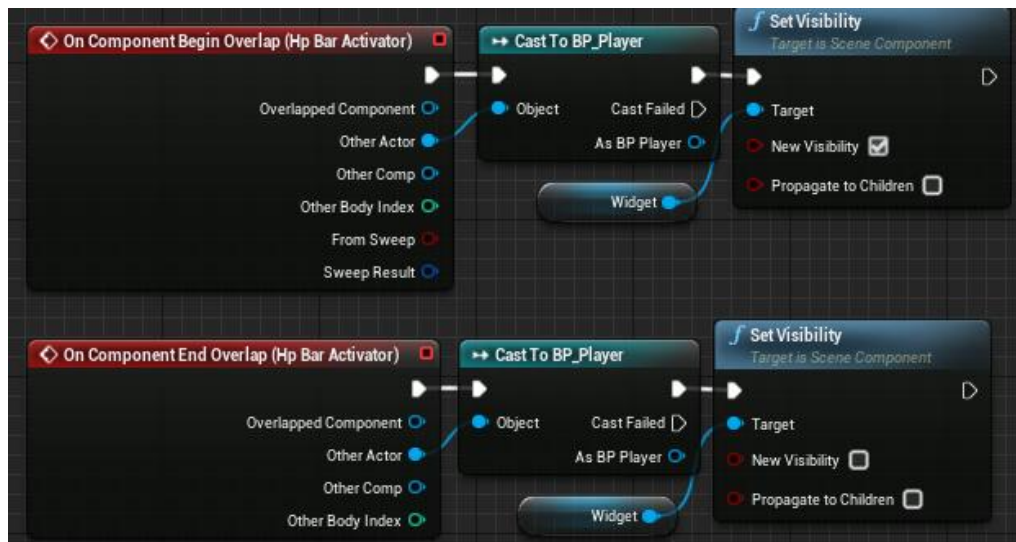 On Component Begin Overlap (Hp Bar Activator)
Overlapped Component
Other Actor
Other Comp
Other Body Index
From Sweep
Sweep Result
Cast To BP_Player
Object
Cast Failed
As BP Player
Widget
f Set Visibility
Target is Scene Component
Target
New Visibility
Propagate to Children
On Component End Overlap (Hp Bar Activator)
Overlapped Component
Other Actor
Other Comp
Other Body Index
Cast To BP_Player
Object
Cast Failed
As BP Player
Widget
f Set Visibility
Target is Scene Component
Target
New Visibility
Propagate to Children